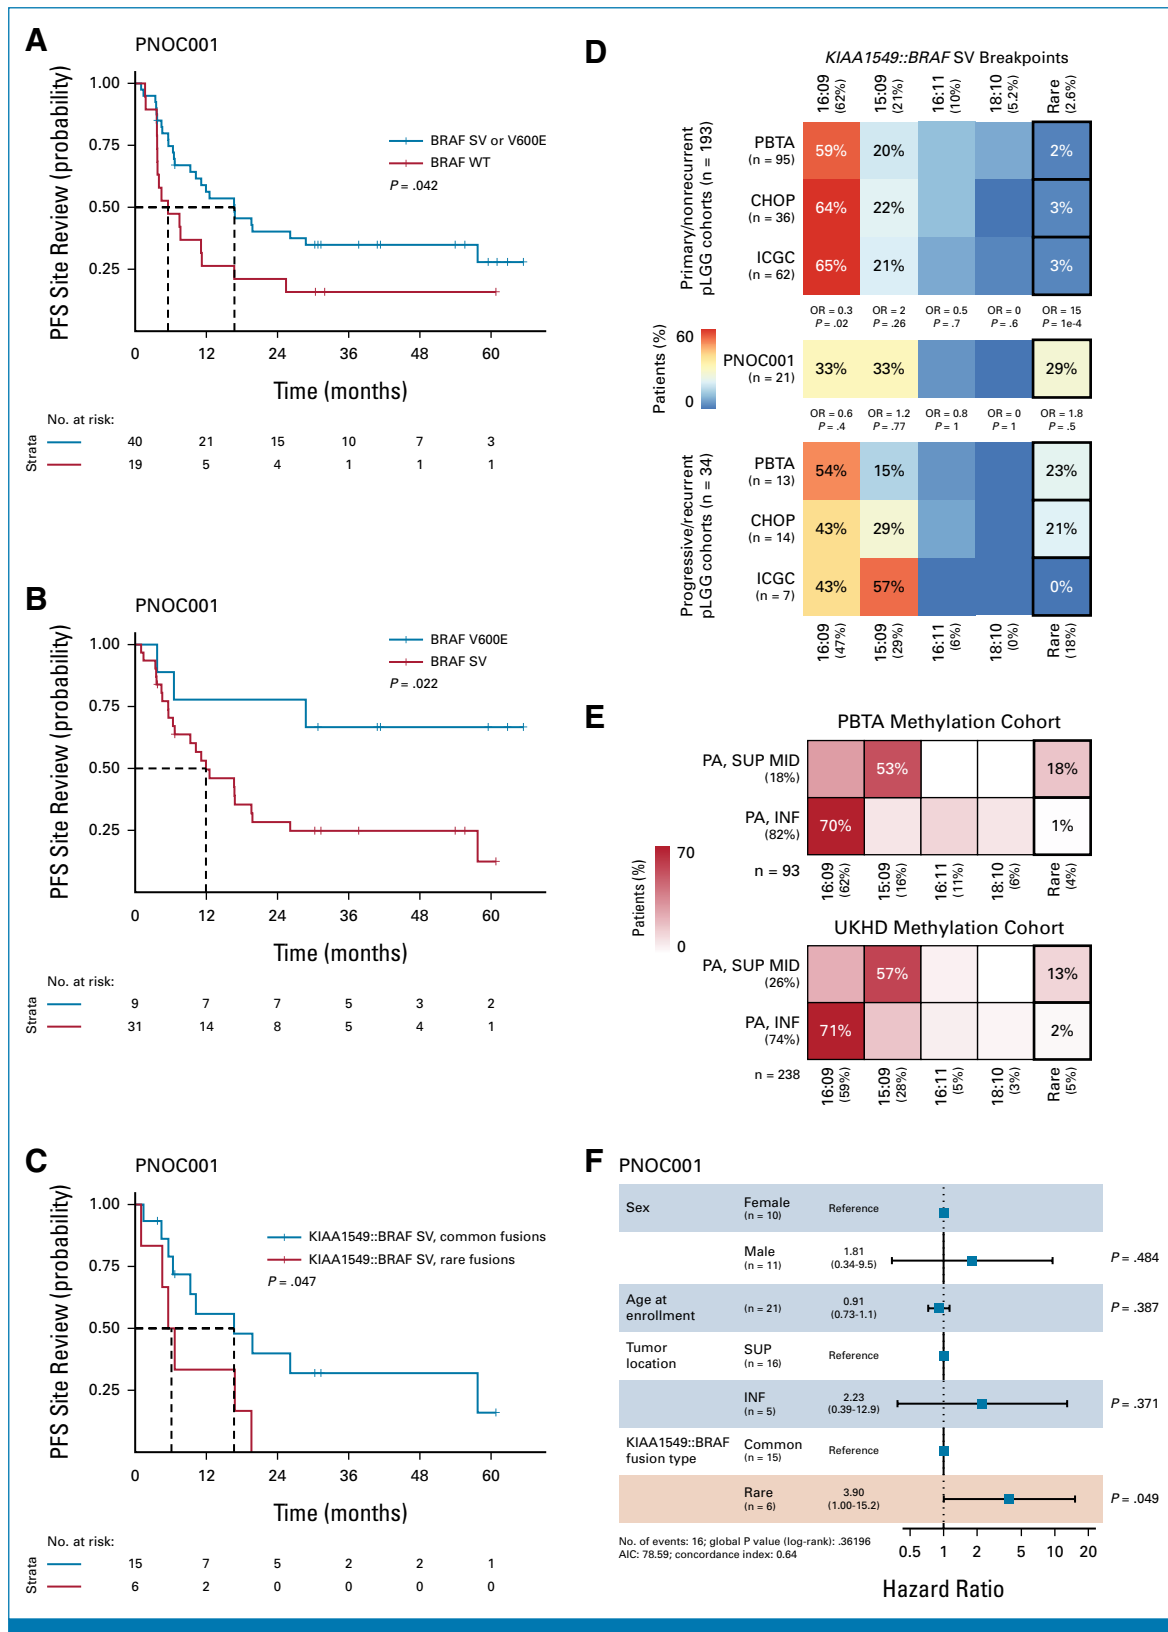 A
PNOC001
PFS Site Review (probability)
1.00
0.75
0.50
0.25
BRAF SV or V600E
BRAF WT
P = .042
0 12 24 36 48 60
Time (months)
No. at risk:
Strata
40 21 15 10 7 3
19 5 4 1 1 1
B
PNOC001
PFS Site Review (probability)
1.00
0.75
0.50
0.25
BRAF V600E
BRAF SV
P = .022
0 12 24 36 48 60
Time (months)
No. at risk:
Strata
9 7 7 5 3 2
31 14 8 5 4 1
C
PNOC001
PFS Site Review (probability)
1.00
0.75
0.50
0.25
KIAA1549::BRAF SV, common fusions
KIAA1549::BRAF SV, rare fusions
P = .047
0 12 24 36 48 60
Time (months)
No. at risk:
Strata
15 7 5 2 2 1
6 2 0 0 0 0
D
KIAA1549::BRAF SV Breakpoints
16:09 (62%)
15:09 (21%)
16:11 (10%)
18:10 (5.2%)
Rare (2.6%)
Primary/nonrecurrent
pLGG cohorts (n = 193)
PBTA
(n = 95)
59% 20% 2%
CHOP
(n = 36)
64% 22% 3%
ICGC
(n = 62)
65% 21% 3%
OR = 0.3 OR = 2 OR = 0.5 OR = 0 OR = 15
P = .02 P = .26 P = .7 P = .6 P = 1e-4
Patients (%)
60
0
PNOC001
(n = 21)
33% 33% 29%
OR = 0.6 OR = 1.2 OR = 0.8 OR = 0 OR = 1.8
P = .4 P = .77 P = 1 P = 1 P = .5
Progressive/recurrent
pLGG cohorts (n = 34)
PBTA
(n = 13)
54% 15% 23%
CHOP
(n = 14)
43% 29% 21%
ICGC
(n = 7)
43% 57% 0%
16:09 (47%)
15:09 (29%)
16:11 (6%)
18:10 (0%)
Rare (18%)
E
PBTA Methylation Cohort
PA, SUP MID
(18%)
53% 18%
PA, INF
(82%)
70% 1%
n = 93
16:09 (62%)
15:09 (16%)
16:11 (11%)
18:10 (6%)
Rare (4%)
Patients (%)
70
0
UKHD Methylation Cohort
PA, SUP MID
(26%)
57% 13%
PA, INF
(74%)
71% 2%
n = 238
16:09 (59%)
15:09 (28%)
16:11 (5%)
18:10 (3%)
Rare (5%)
F
PNOC001
Sex Female Reference
(n = 10)
Male 1.81 P = .484
(n = 11) (0.34-9.5)
Age at 0.91 P = .387
enrollment (n = 21) (0.73-1.1)
Tumor SUP Reference
location (n = 16)
INF 2.23 P = .371
(n = 5) (0.39-12.9)
KIAA1549::BRAF Common Reference
fusion type (n = 15)
Rare 3.90 P = .049
(n = 6) (1.00-15.2)
No. of events: 16; global P value (log-rank): .36196
AIC: 78.59; concordance index: 0.64
0.5 1 2 5 10 20
Hazard Ratio